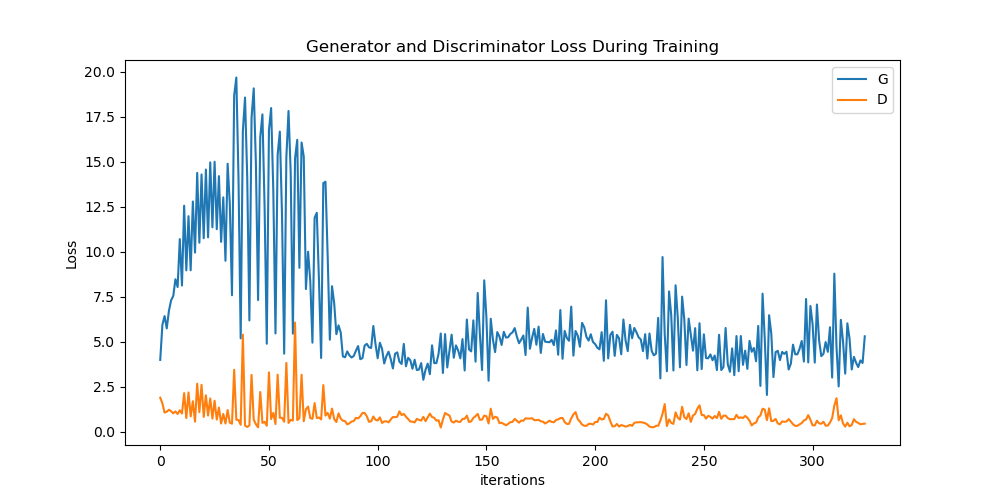 Generator and Discriminator Loss During Training
G
D
20.0
17.5
15.0
12.5
10.0
7.5
5.0
2.5
0.0
Loss
0 50 100 150 200 250 300
iterations